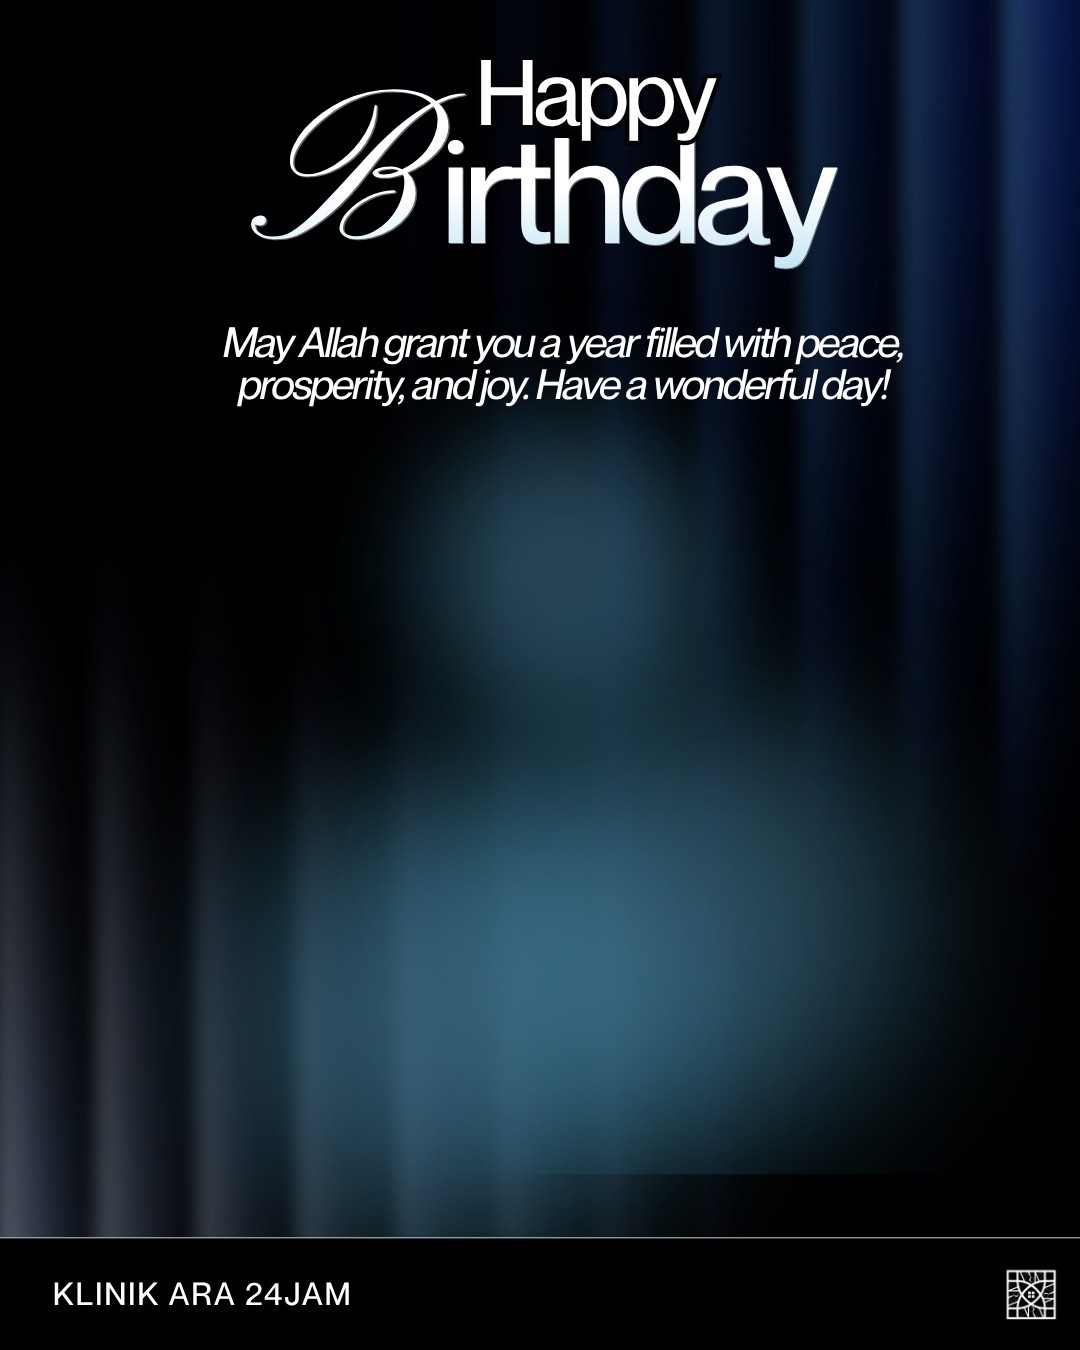 Happy
Birthday
May Allah grant you a year filled with peace,
prosperity, and joy. Have a wonderful day!
KLINIK ARA 24JAM